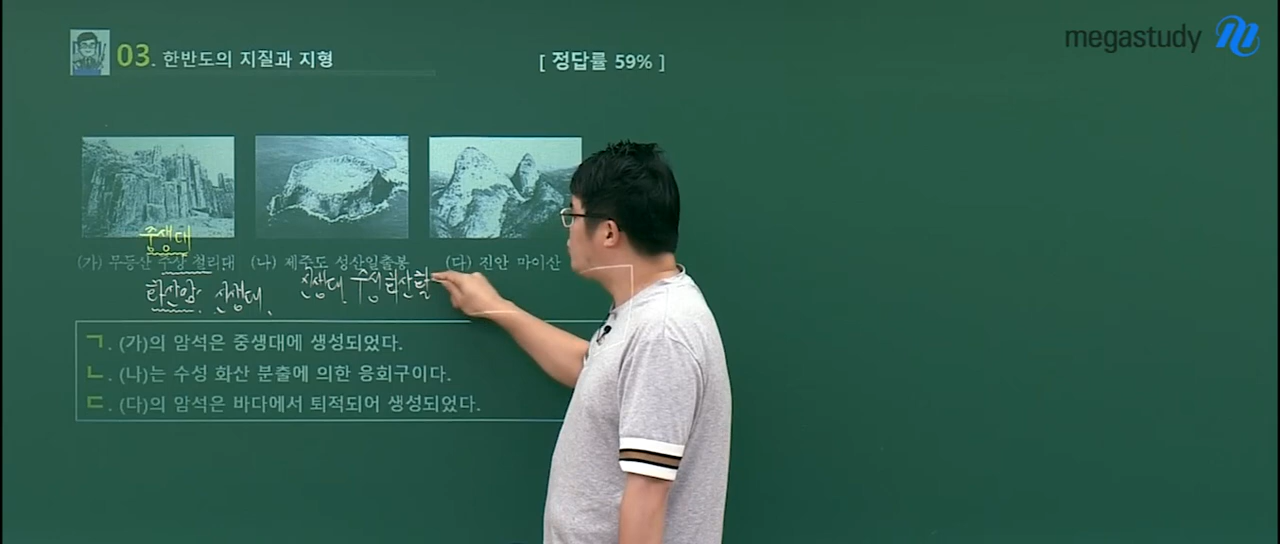 megastudy
03. 한반도의 지질과 지형 [ 정답률 59% ]
중생대
(가) 무등산 주상 절리대 (나) 제주도 성산일출봉 (다) 진안 마이산
화산암 신생대 신생대 수성 화산활
ㄱ. (가)의 암석은 중생대에 생성되었다.
ㄴ. (나)는 수성 화산 분출에 의한 응회구이다.
ㄷ. (다)의 암석은 바다에서 퇴적되어 생성되었다.